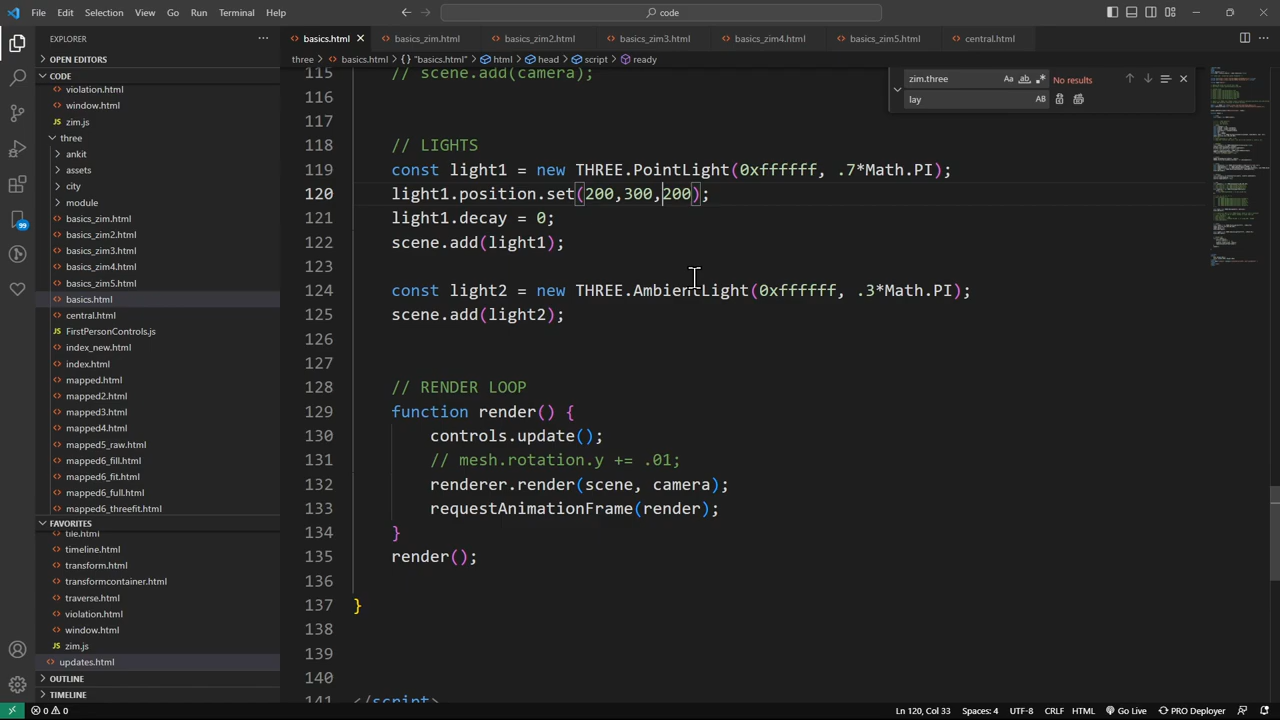 File Edit Selection View Go Run Terminal Help
code
EXPLORER
basics.html basics_zim.html basics_zim2.html basics_zim3.html basics_zim4.html basics_zim5.html central.html
OPEN EDITORS
three > basics.html > {} "basics.html" > html > head > script > ready
CODE
violation.html
window.html
zim.js
three
ankit
assets
city
module
basics_zim.html
basics_zim2.html
basics_zim3.html
basics_zim4.html
basics_zim5.html
basics.html
central.html
FirstPersonControls.js
index_new.html
index.html
mapped.html
mapped2.html
mapped3.html
mapped4.html
mapped5_raw.html
mapped6_fill.html
mapped6_fit.html
mapped6_full.html
mapped6_threefit.html
FAVORITES
tile.html
timeline.html
transform.html
transformcontainer.html
traverse.html
violation.html
window.html
zim.js
updates.html
OUTLINE
TIMELINE
99
zim.three Aa ab .* No results
lay AB
115 // scene.add(camera);
116
117
118 // LIGHTS
119 const light1 = new THREE.PointLight(0xffffff, .7*Math.PI);
120 light1.position.set(200,300,200);
121 light1.decay = 0;
122 scene.add(light1);
123
124 const light2 = new THREE.AmbientLight(0xffffff, .3*Math.PI);
125 scene.add(light2);
126
127
128 // RENDER LOOP
129 function render() {
130 controls.update();
131 // mesh.rotation.y += .01;
132 renderer.render(scene, camera);
133 requestAnimationFrame(render);
134 }
135 render();
136
137 }
138
139
140
141 </script>
0 0 Ln 120, Col 33 Spaces: 4 UTF-8 CRLF HTML Go Live PRO Deployer